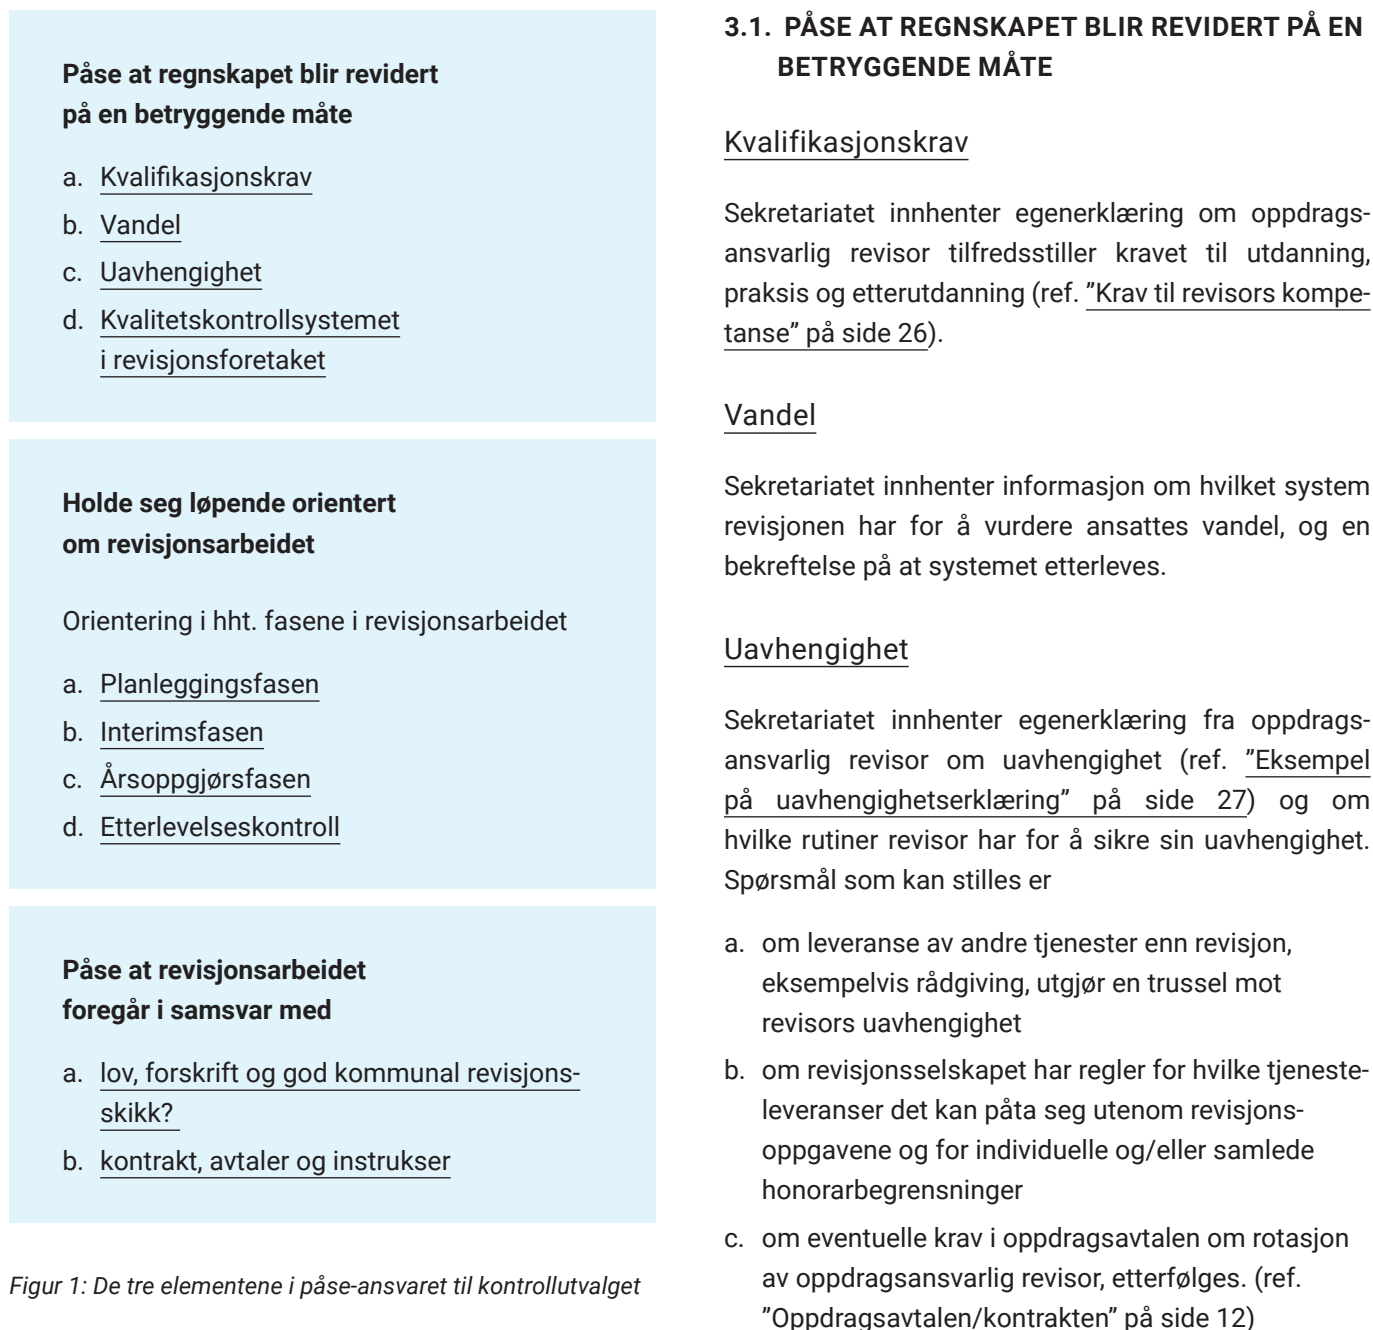 Påse at regnskapet blir revidert
på en betryggende måte
a. Kvalifikasjonskrav
b. Vandel
c. Uavhengighet
d. Kvalitetskontrollsystemet
i revisjonsforetaket
Holde seg løpende orientert
om revisjonsarbeidet
Orientering i hht. fasene i revisjonsarbeidet
a. Planleggingsfasen
b. Interimsfasen
c. Årsoppgjørsfasen
d. Etterlevelseskontroll
Påse at revisjonsarbeidet
foregår i samsvar med
a. lov, forskrift og god kommunal revisjons-
skikk?
b. kontrakt, avtaler og instrukser
Figur 1: De tre elementene i påse-ansvaret til kontrollutvalget
3.1. PÅSE AT REGNSKAPET BLIR REVIDERT PÅ EN
BETRYGGENDE MÅTE
Kvalifikasjonskrav
Sekretariatet innhenter egenerklæring om oppdrags-
ansvarlig revisor tilfredsstiller kravet til utdanning,
praksis og etterutdanning (ref. ”Krav til revisors kompe-
tanse” på side 26).
Vandel
Sekretariatet innhenter informasjon om hvilket system
revisjonen har for å vurdere ansattes vandel, og en
bekreftelse på at systemet etterleves.
Uavhengighet
Sekretariatet innhenter egenerklæring fra oppdrags-
ansvarlig revisor om uavhengighet (ref. ”Eksempel
på uavhengighetserklæring” på side 27) og om
hvilke rutiner revisor har for å sikre sin uavhengighet.
Spørsmål som kan stilles er
a. om leveranse av andre tjenester enn revisjon,
eksempelvis rådgiving, utgjør en trussel mot
revisors uavhengighet
b. om revisjonsselskapet har regler for hvilke tjeneste-
leveranser det kan påta seg utenom revisjons-
oppgavene og for individuelle og/eller samlede
honorarbegrensninger
c. om eventuelle krav i oppdragsavtalen om rotasjon
av oppdragsansvarlig revisor, etterfølges. (ref.
”Oppdragsavtalen/kontrakten” på side 12)